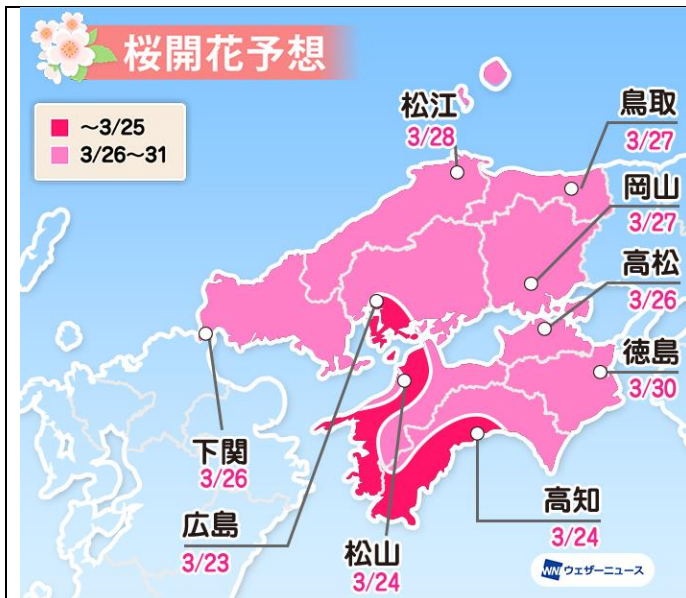 桜開花予想
～3/25
3/26～31
松江
3/28
鳥取
3/27
岡山
3/27
高松
3/26
徳島
3/30
下関
3/26
広島
3/23
松山
3/24
高知
3/24
WNI ウェザーニュース